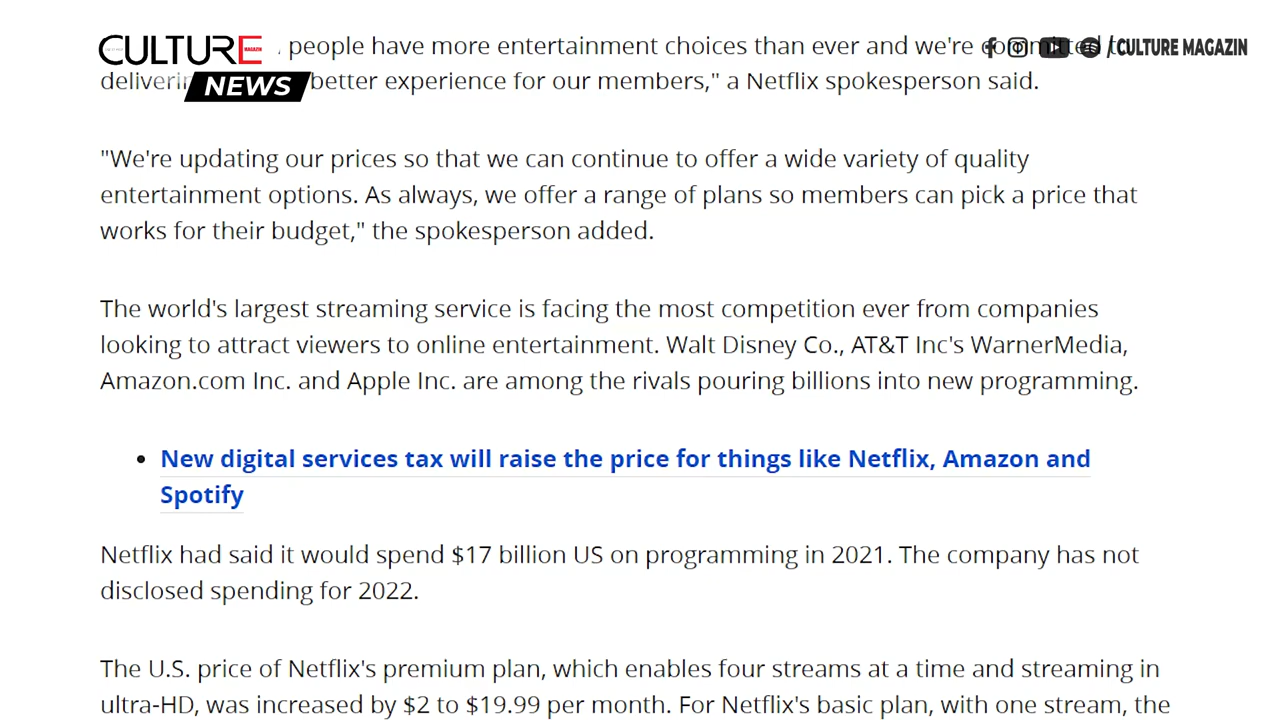 CULTURE
MAGAZIN
NEWS
/ CULTURE MAGAZIN
people have more entertainment choices than ever and we're committed
better experience for our members," a Netflix spokesperson said.
"We're updating our prices so that we can continue to offer a wide variety of quality
entertainment options. As always, we offer a range of plans so members can pick a price that
works for their budget," the spokesperson added.
The world's largest streaming service is facing the most competition ever from companies
looking to attract viewers to online entertainment. Walt Disney Co., AT&T Inc's WarnerMedia,
Amazon.com Inc. and Apple Inc. are among the rivals pouring billions into new programming.
• New digital services tax will raise the price for things like Netflix, Amazon and
Spotify
Netflix had said it would spend $17 billion US on programming in 2021. The company has not
disclosed spending for 2022.
The U.S. price of Netflix's premium plan, which enables four streams at a time and streaming in
ultra-HD, was increased by $2 to $19.99 per month. For Netflix's basic plan, with one stream, the